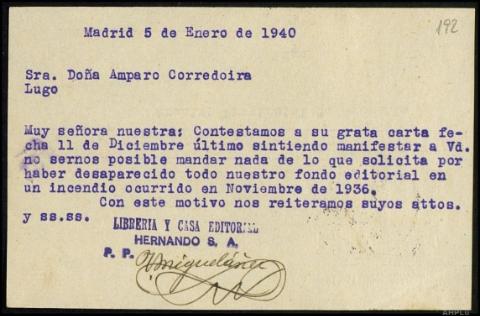 192
Madrid 5 de Enero de 1940
Sra. Doña Amparo Corredoira
Lugo
Muy señora nuestra: Contestamos a su grata carta fe-
cha 11 de Diciembre último sintiendo manifestar a Vd.
no sernos posible mandar nada de lo que solicita por
haber desaparecido todo nuestro fondo editorial en
un incendio ocurrido en Noviembre de 1936.
Con este motivo nos reiteramos suyos attos.
y ss.ss.
LIBRERIA Y CASA EDITORIAL
HERNANDO S. A.
P. P.
AHPLU